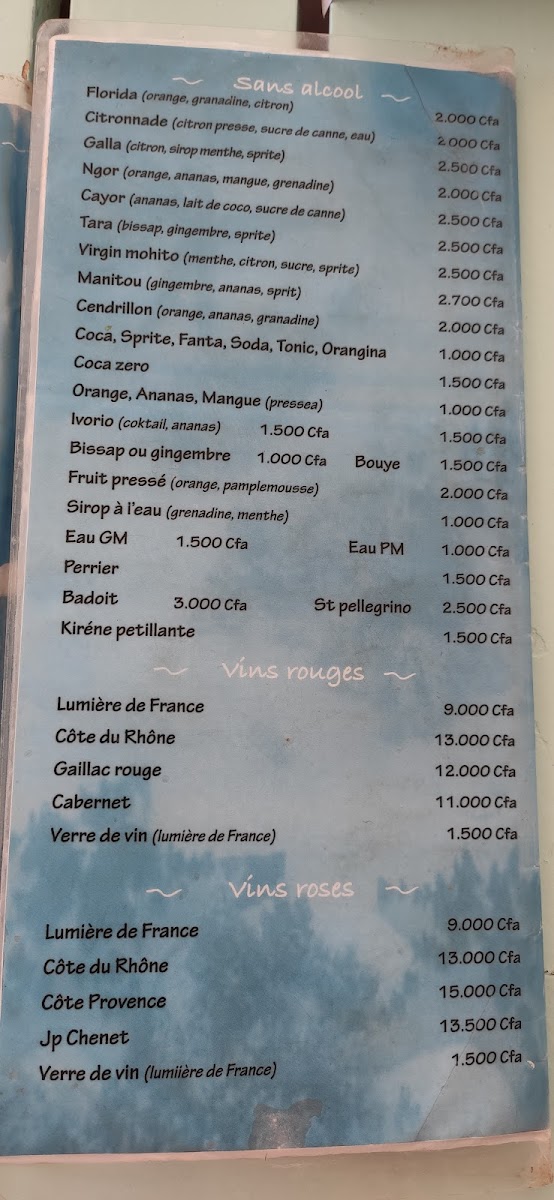 ~ Sans alcool ~
Florida (orange, granadine, citron) 2.000 Cfa
Citronnade (citron presse, sucre de canne, eau) 2.000 Cfa
Galla (citron, sirop menthe, sprite) 2.500 Cfa
Ngor (orange, ananas, mangue, grenadine) 2.000 Cfa
Cayor (ananas, lait de coco, sucre de canne) 2.500 Cfa
Tara (bissap, gingembre, sprite) 2.500 Cfa
Virgin mohito (menthe, citron, sucre, sprite) 2.500 Cfa
Manitou (gingembre, ananas, sprit) 2.700 Cfa
Cendrillon (orange, ananas, granadine) 2.000 Cfa
Coca, Sprite, Fanta, Soda, Tonic, Orangina 1.000 Cfa
Coca zero 1.500 Cfa
Orange, Ananas, Mangue (pressea) 1.000 Cfa
Ivorio (coktail, ananas) 1.500 Cfa 1.500 Cfa
Bissap ou gingembre 1.000 Cfa Bouye 1.500 Cfa
Fruit pressé (orange, pamplemousse) 2.000 Cfa
Sirop à l'eau (grenadine, menthe) 1.000 Cfa
Eau GM 1.500 Cfa Eau PM 1.000 Cfa
Perrier 1.500 Cfa
Badoit 3.000 Cfa St pellegrino 2.500 Cfa
Kiréne petillante 1.500 Cfa
~ Vins rouges ~
Lumière de France 9.000 Cfa
Côte du Rhône 13.000 Cfa
Gaillac rouge 12.000 Cfa
Cabernet 11.000 Cfa
Verre de vin (lumière de France) 1.500 Cfa
~ Vins roses ~
Lumière de France 9.000 Cfa
Côte du Rhône 13.000 Cfa
Côte Provence 15.000 Cfa
Jp Chenet 13.500 Cfa
Verre de vin (lumiière de France) 1.500 Cfa